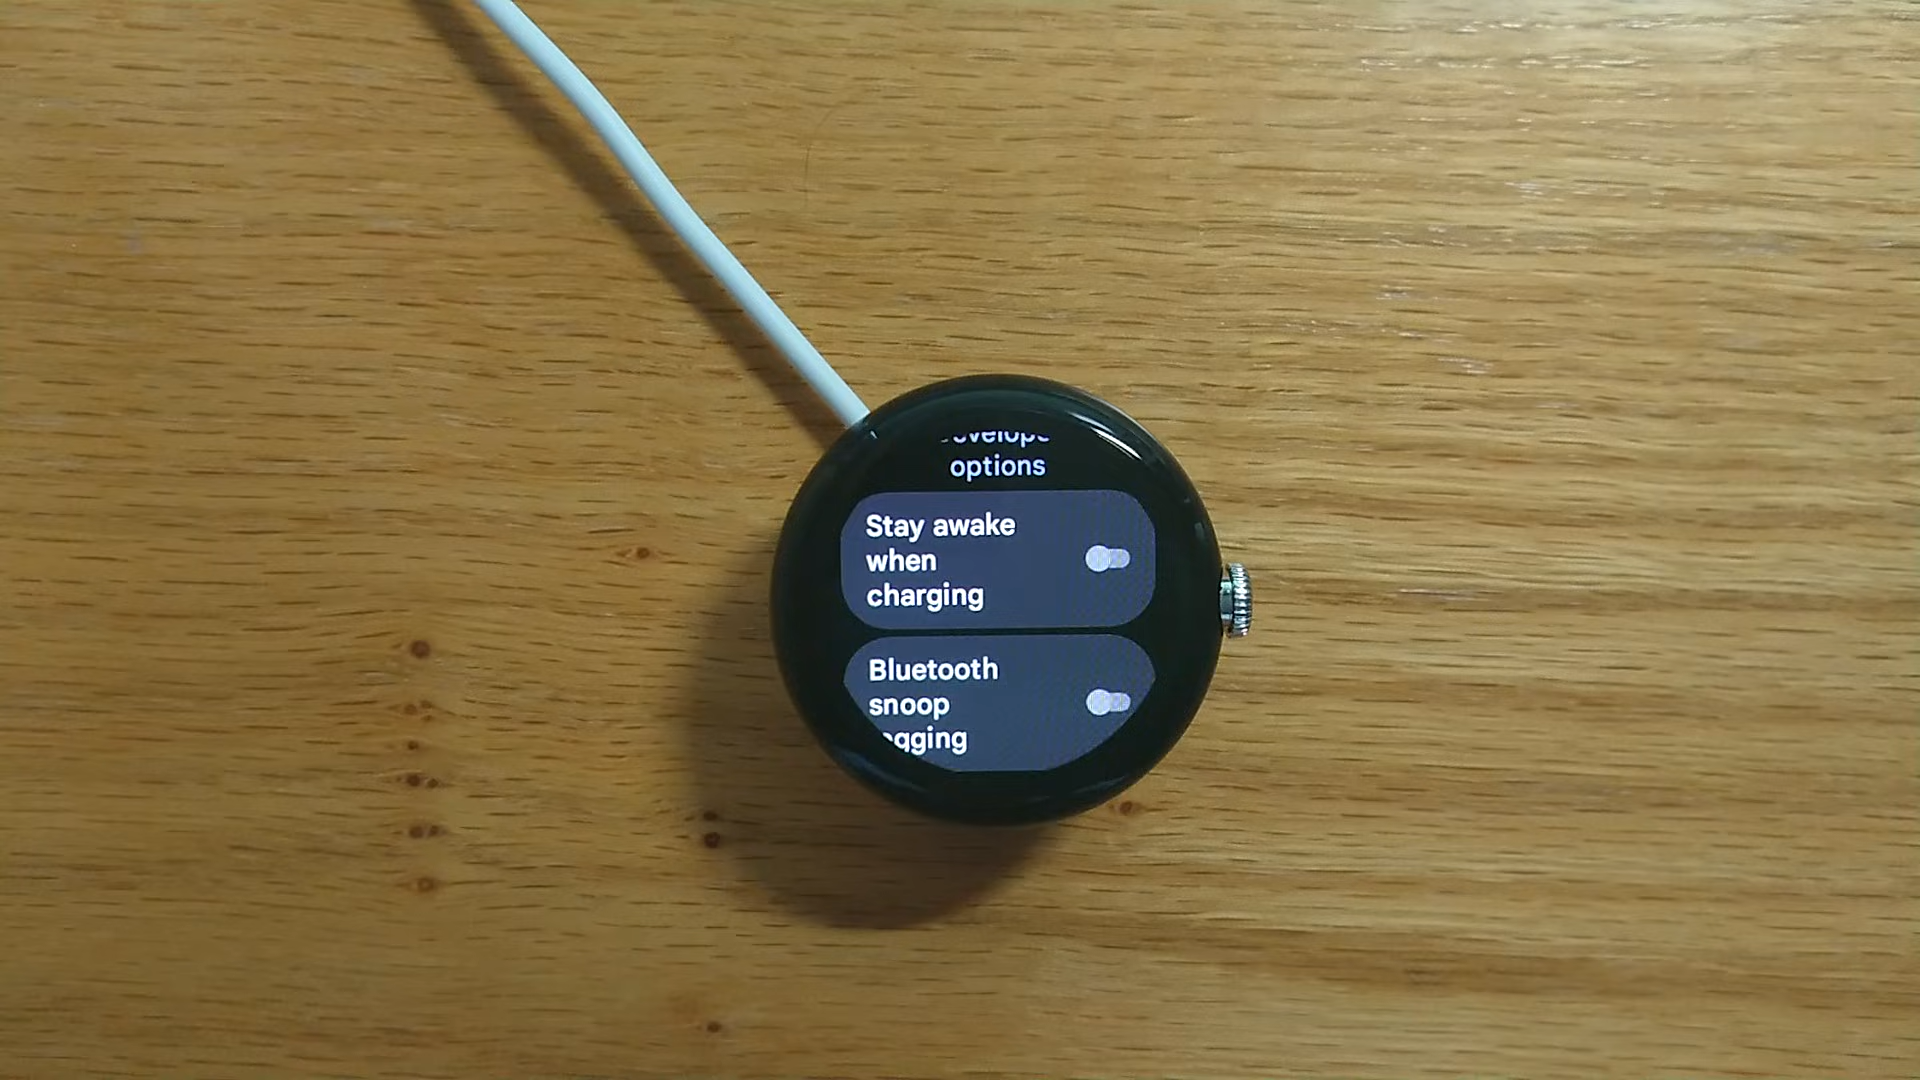 options
Stay awake
when
charging
Bluetooth
snoop